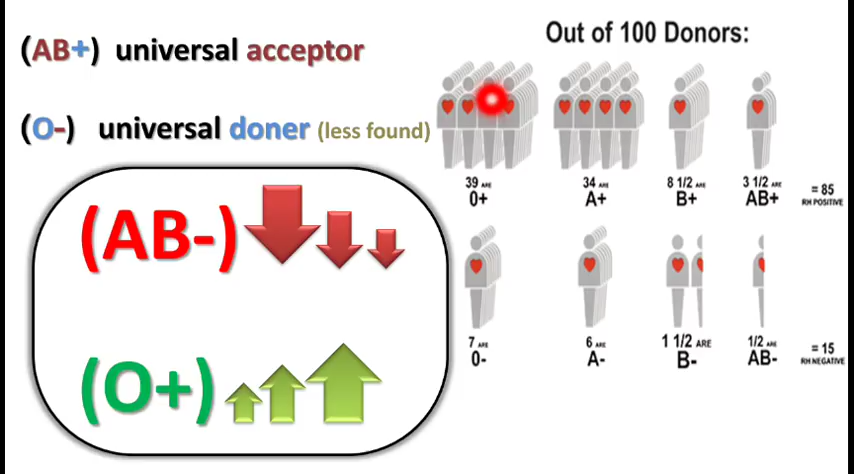 (AB+) universal acceptor
(O-) universal doner (less found)
(AB-)
(O+)
Out of 100 Donors:
39 ARE
0+
34 ARE
A+
8 1/2 ARE
B+
3 1/2 ARE
AB+
= 85
RH POSITIVE
7 ARE
0-
6 ARE
A-
1 1/2 ARE
B-
1/2 ARE
AB-
= 15
RH NEGATIVE